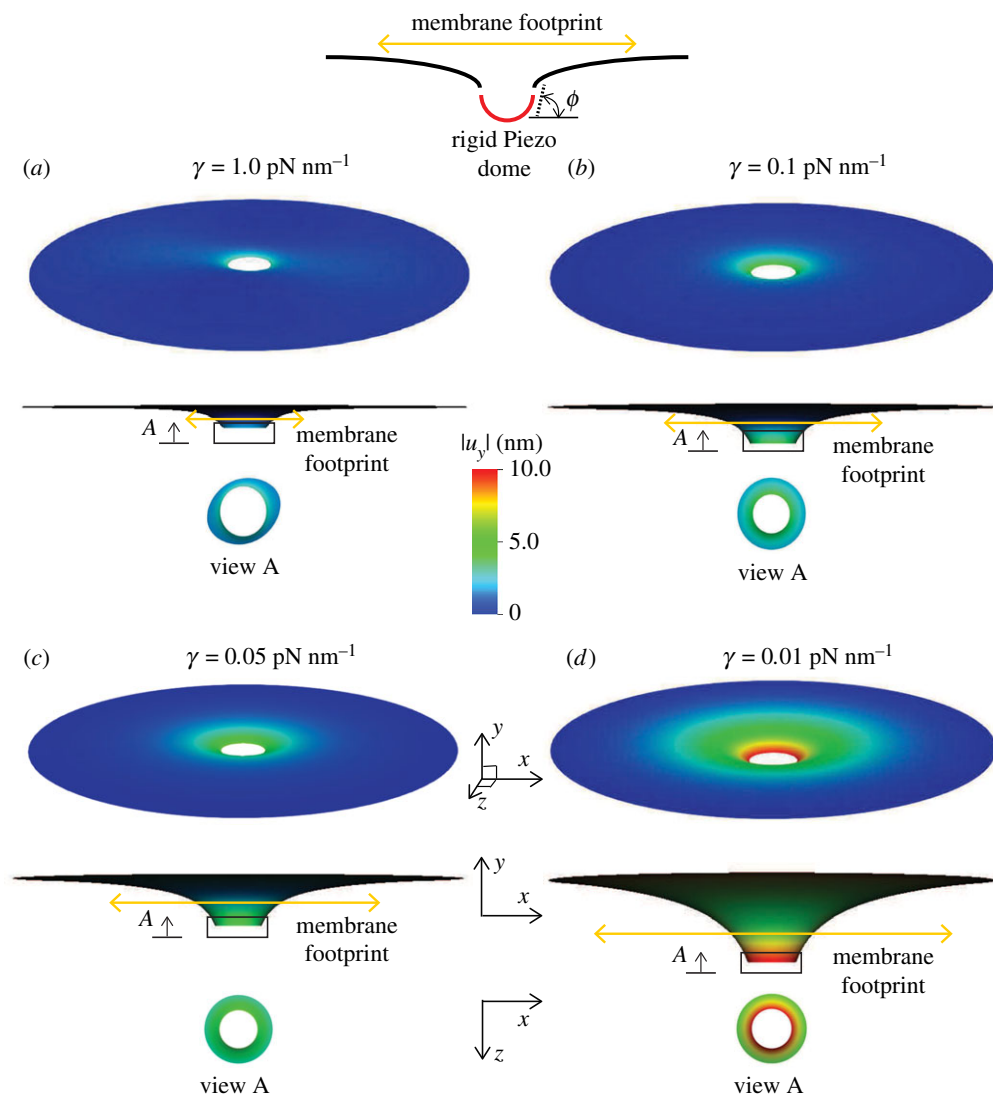 membrane footprint
ϕ
rigid Piezo
dome
(a)
γ = 1.0 pN nm⁻¹
(b)
γ = 0.1 pN nm⁻¹
A
membrane
footprint
view A
|u_y| (nm)
10.0
5.0
0
A
membrane
footprint
view A
(c)
γ = 0.05 pN nm⁻¹
(d)
γ = 0.01 pN nm⁻¹
y
x
z
A
membrane
footprint
view A
y
x
x
z
A
membrane
footprint
view A